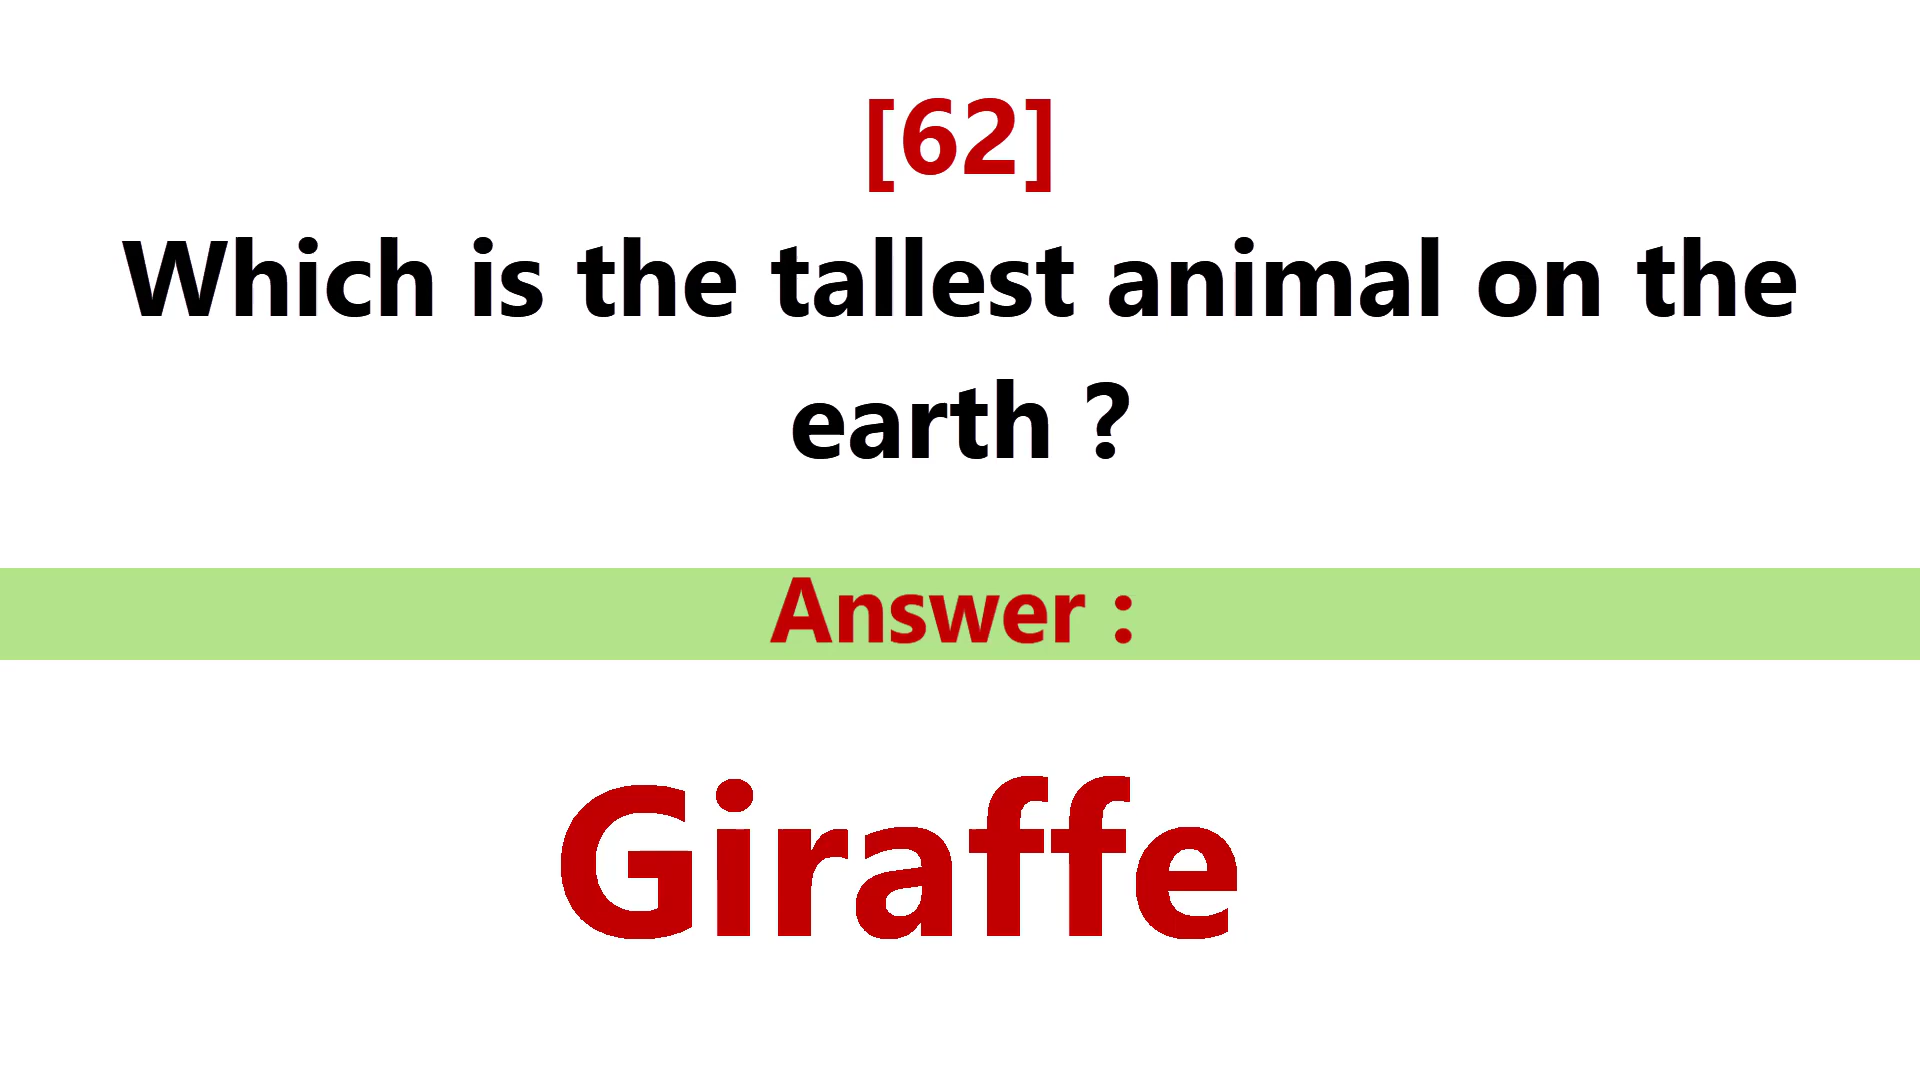 [62]
Which is the tallest animal on the
earth ?
Answer :
Giraffe